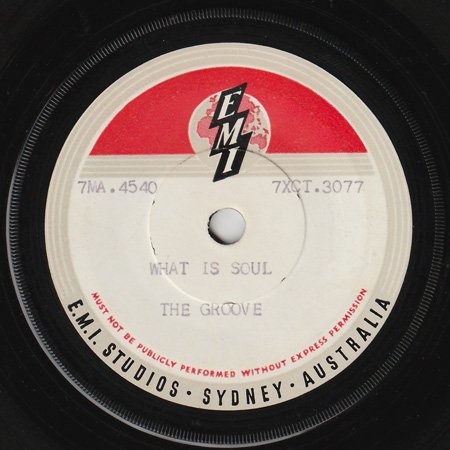 EMI
7MA.4540 7XCT.3077
WHAT IS SOUL
THE GROOVE
MUST NOT BE PUBLICLY PERFORMED WITHOUT EXPRESS PERMISSION
E.M.I. STUDIOS · SYDNEY · AUSTRALIA